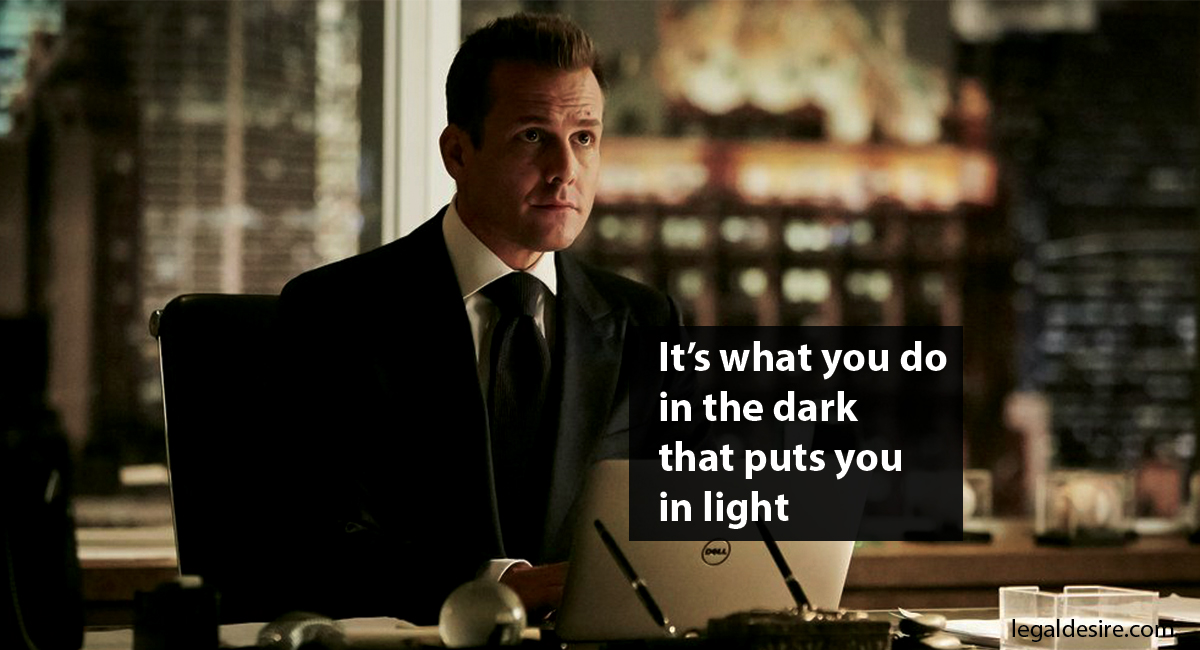 It’s what you do
in the dark
that puts you
in light
DELL
legaldesire.com